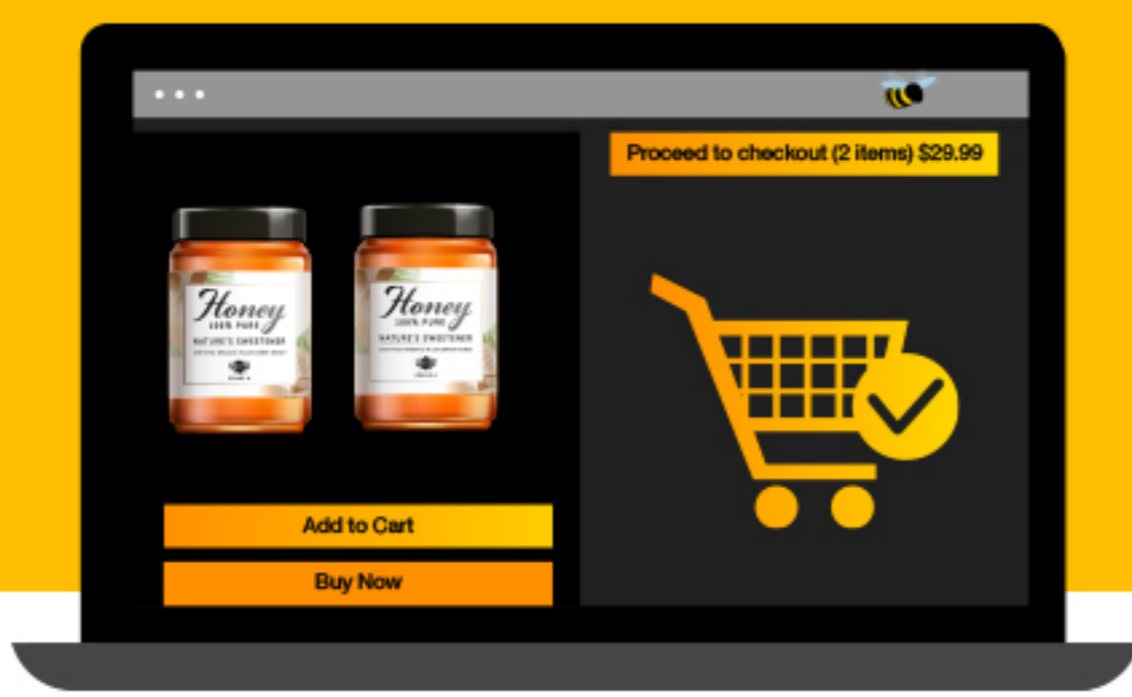 Proceed to checkout (2 items) $29.99
Honey
100% PURE
NATURE'S SWEETENER
Honey
100% PURE
NATURE'S SWEETENER
Add to Cart
Buy Now